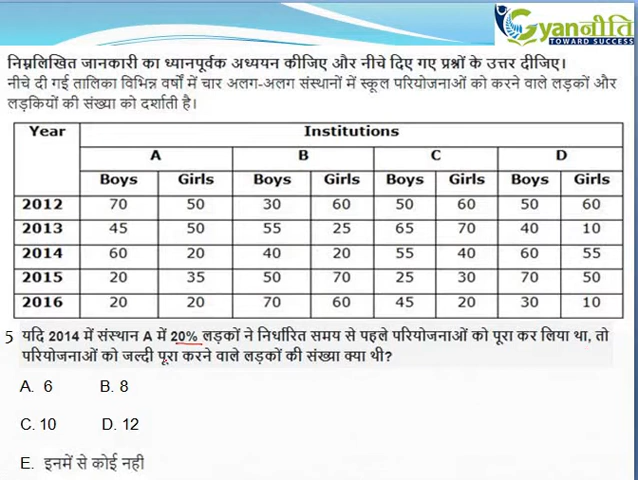 Gyanनीति
TOWARD SUCCESS
निम्नलिखित जानकारी का ध्यानपूर्वक अध्ययन कीजिए और नीचे दिए गए प्रश्नों के उत्तर दीजिए।
नीचे दी गई तालिका विभिन्न वर्षों में चार अलग-अलग संस्थानों में स्कूल परियोजनाओं को करने वाले लड़कों और
लड़कियों की संख्या को दर्शाती है।
Year Institutions
A B C D
Boys Girls Boys Girls Boys Girls Boys Girls
2012 70 50 30 60 50 60 50 60
2013 45 50 55 25 65 70 40 10
2014 60 20 40 20 55 40 60 55
2015 20 35 50 70 25 30 70 50
2016 20 20 70 60 45 20 30 10
5 यदि 2014 में संस्थान A में 20% लड़कों ने निर्धारित समय से पहले परियोजनाओं को पूरा कर लिया था, तो
परियोजनाओं को जल्दी पूरा करने वाले लड़कों की संख्या क्या थी?
A. 6 B. 8
C. 10 D. 12
E. इनमें से कोई नही